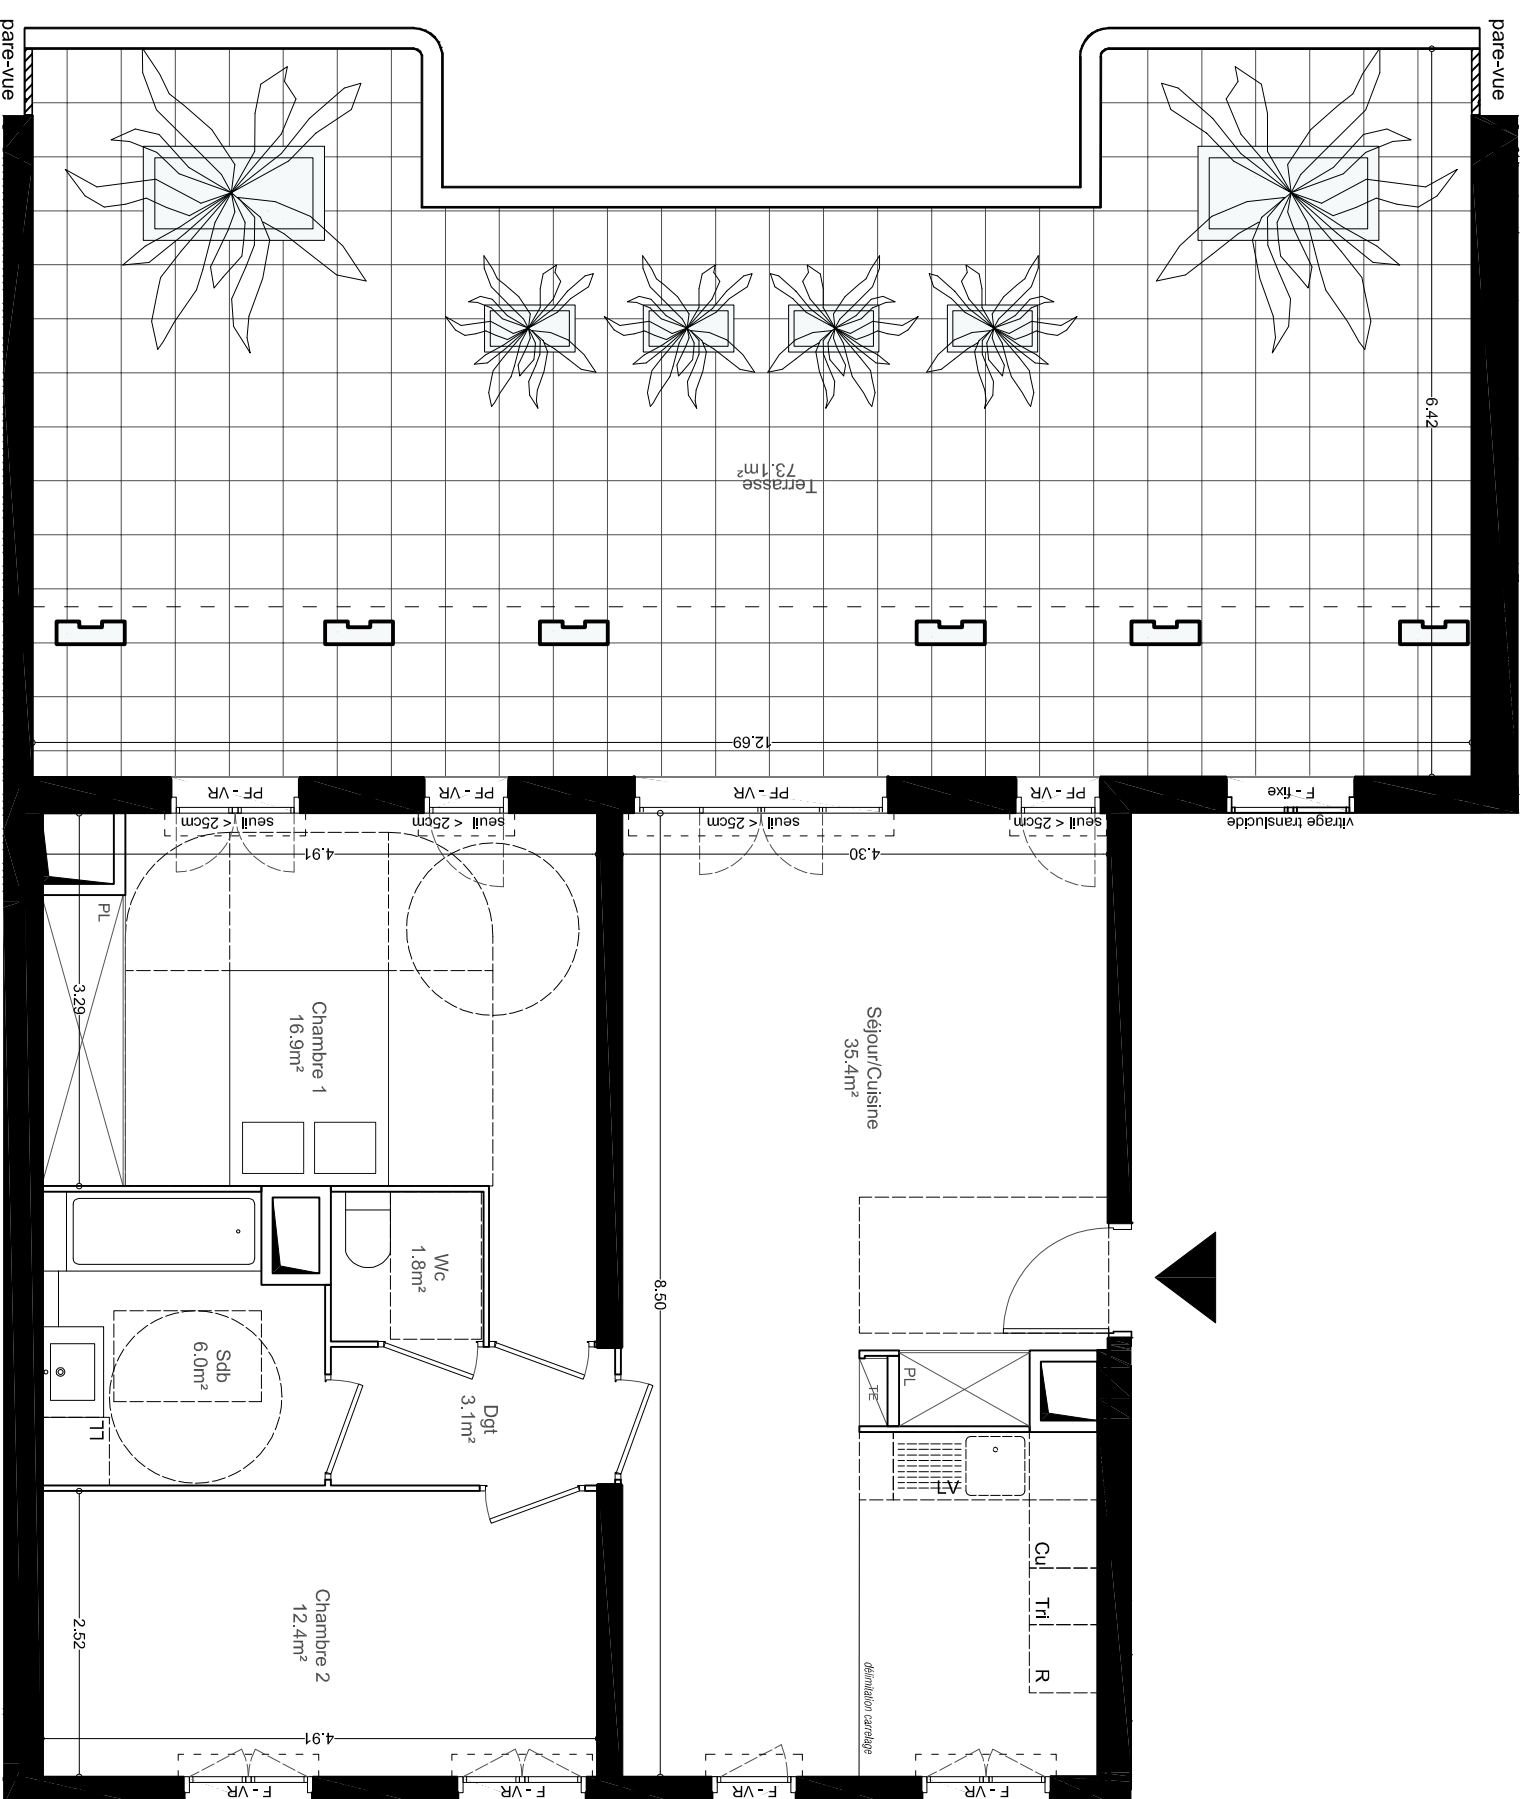 pare-vue
pare-vue
6.42
Terrasse
73.1m²
12.69
PF - VR
PF - VR
PF - VR
PF - VR
F - fixe
seuil < 25cm
seuil < 25cm
seuil < 25cm
seuil < 25cm
vitrage translucide
4.91
4.30
PL
3.29
Chambre 1
16.9m²
Séjour/Cuisine
35.4m²
Wc
1.8m²
8.50
Sdb
6.0m²
LL
Dgt
3.1m²
PL
TE
LV
Cu
Tri
R
Chambre 2
12.4m²
2.52
délimitation carrelage
4.91
F - VR
F - VR
F - VR
F - VR